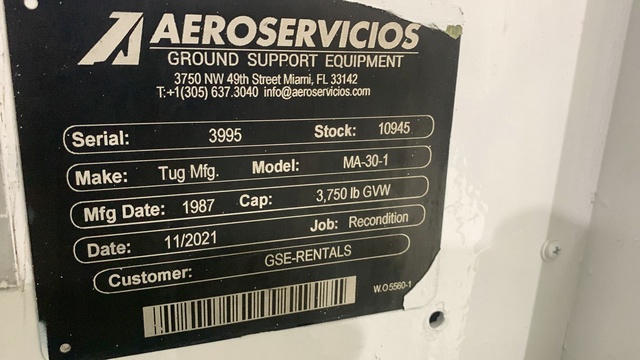 AEROSERVICIOS
GROUND SUPPORT EQUIPMENT
3750 NW 49th Street Miami, FL 33142
T:+1(305) 637.3040 info@aeroservicios.com
Serial: 3995 Stock: 10945
Make: Tug Mfg. Model: MA-30-1
Mfg Date: 1987 Cap: 3,750 lb GVW
Date: 11/2021 Job: Recondition
Customer: GSE-RENTALS
W.O 5560-1